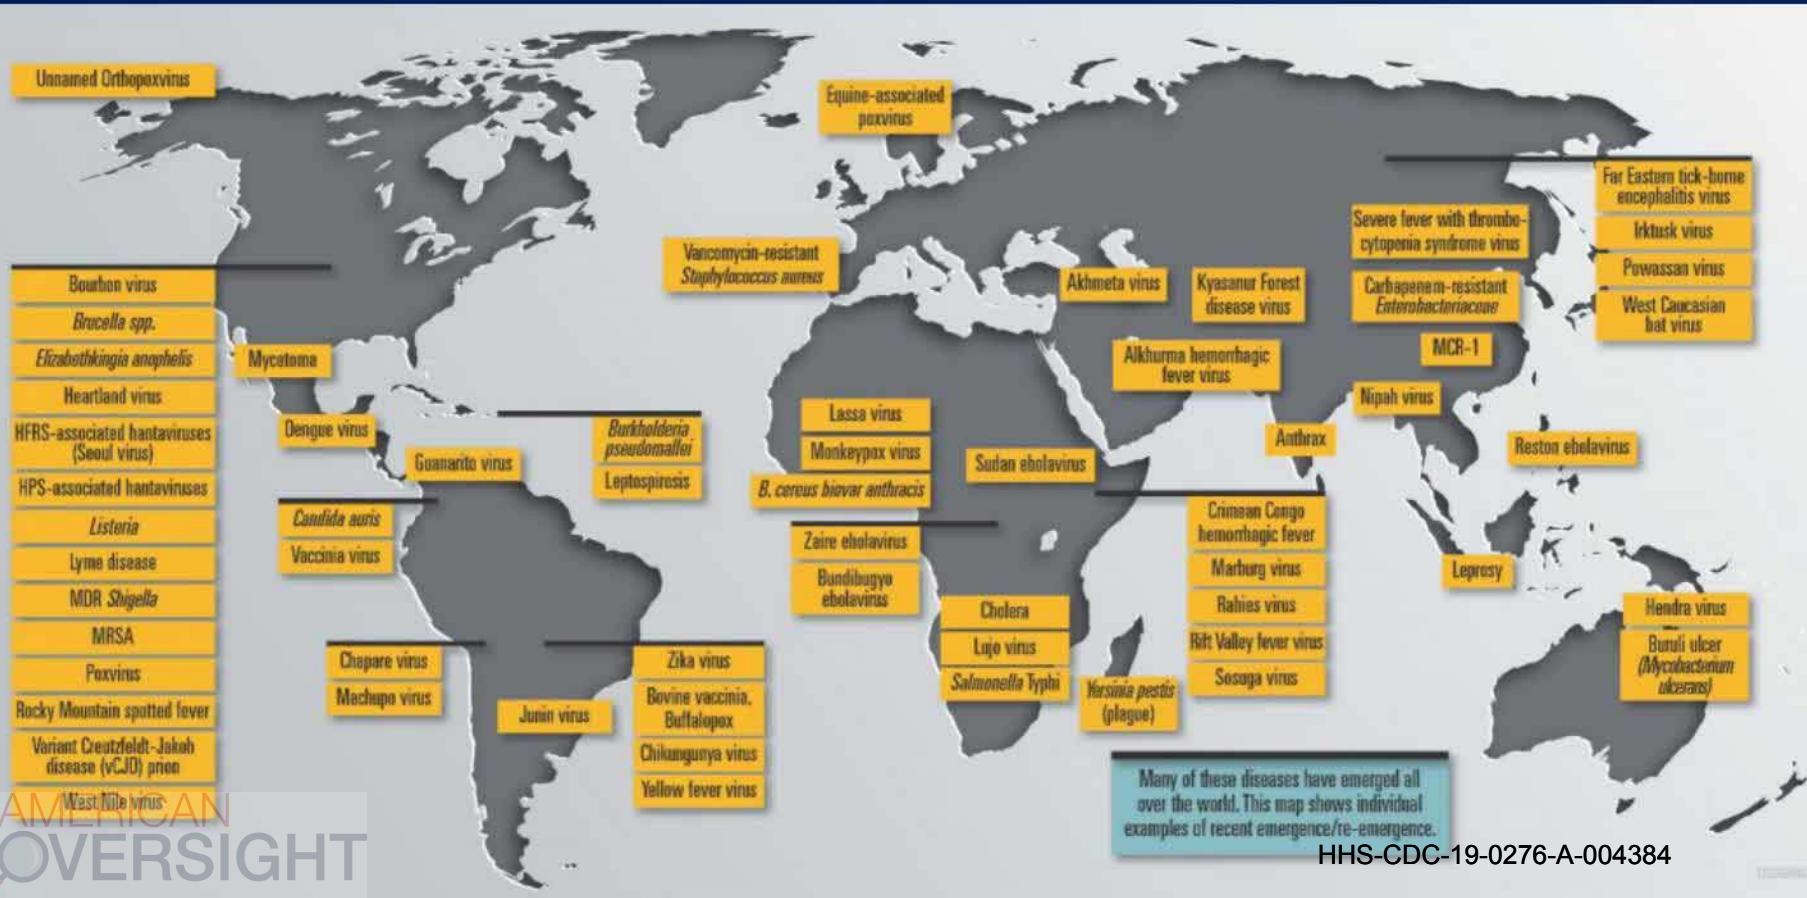 Unnamed Orthopoxvirus
Equine-associated
poxvirus
Far Eastern tick-borne
encephalitis virus
Irktusk virus
Powassan virus
West Caucasian
bat virus
Severe fever with thrombo-
cytopenia syndrome virus
Carbapenem-resistant
Enterobacteriaceae
MCR-1
Vancomycin-resistant
Staphylococcus aureus
Akhmeta virus
Kyasanur Forest
disease virus
Alkhurma hemorrhagic
fever virus
Nipah virus
Anthrax
Reston ebolavirus
Bourbon virus
Brucella spp.
Elizabethkingia anophelis
Heartland virus
HFRS-associated hantaviruses
(Seoul virus)
HPS-associated hantaviruses
Listeria
Lyme disease
MDR Shigella
MRSA
Poxvirus
Rocky Mountain spotted fever
Variant Creutzfeldt-Jakob
disease (vCJD) prion
West Nile virus
Mycetoma
Dengue virus
Guanarito virus
Burkholderia
pseudomallei
Leptospirosis
Candida auris
Vaccinia virus
Lassa virus
Monkeypox virus
B. cereus biovar anthracis
Sudan ebolavirus
Zaire ebolavirus
Bundibugyo
ebolavirus
Crimean Congo
hemorrhagic fever
Marburg virus
Rabies virus
Rift Valley fever virus
Sosuga virus
Leprosy
Hendra virus
Buruli ulcer
(Mycobacterium
ulcerans)
Cholera
Lujo virus
Salmonella Typhi
Yersinia pestis
(plague)
Chapare virus
Machupo virus
Junin virus
Zika virus
Bovine vaccinia,
Buffalopox
Chikungunya virus
Yellow fever virus
Many of these diseases have emerged all
over the world. This map shows individual
examples of recent emergence/re-emergence.
AMERICAN
OVERSIGHT
HHS-CDC-19-0276-A-004384